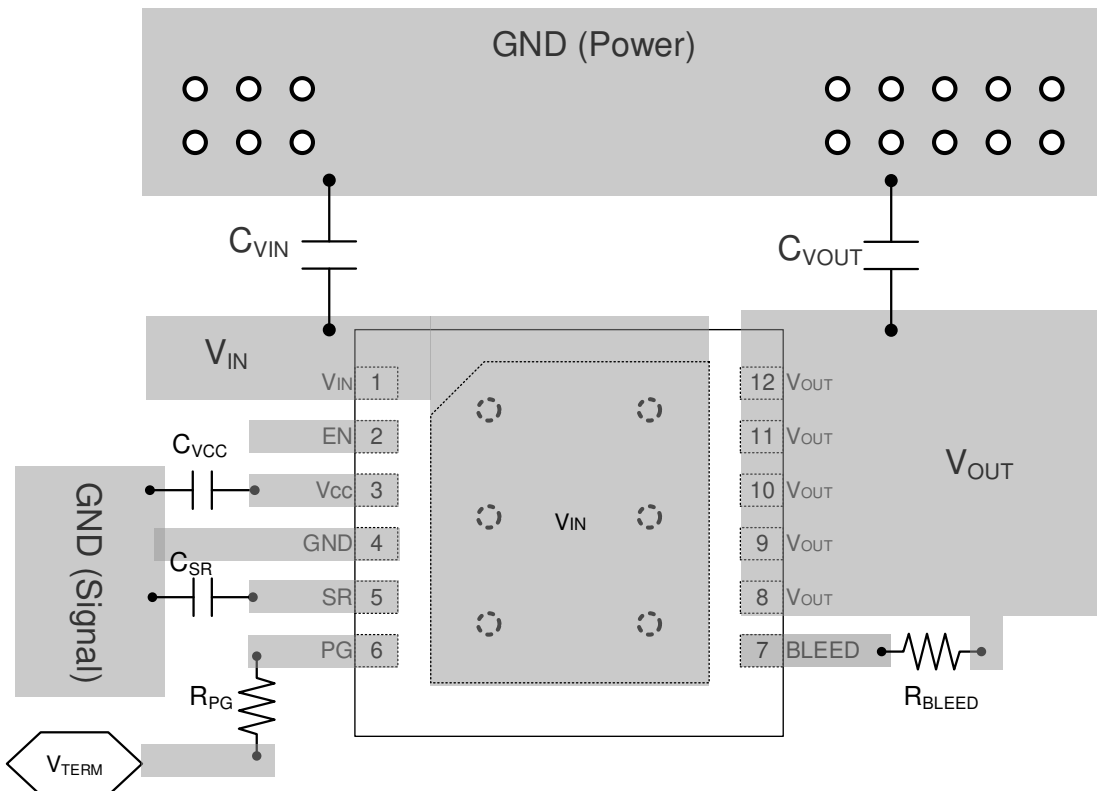 GND (Power)
CVIN
CVOUT
VIN
VIN 1
12 VOUT
EN 2
11 VOUT
CVCC
VCC 3
10 VOUT
VOUT
GND (Signal)
GND 4
VIN
9 VOUT
CSR
SR 5
8 VOUT
PG 6
7 BLEED
RPG
RBLEED
VTERM